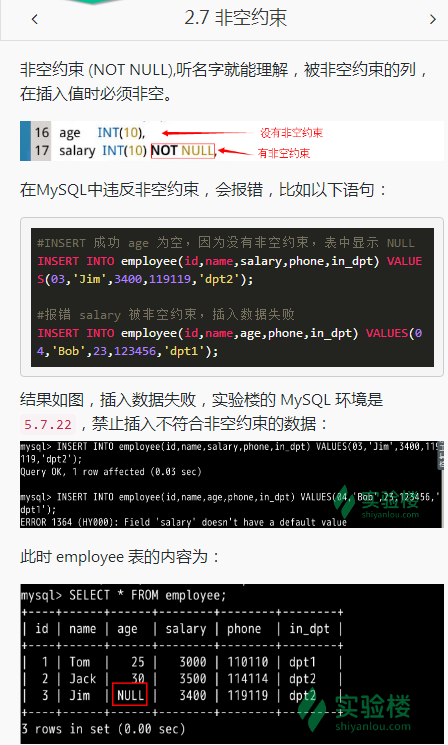 2.7 非空约束
非空约束 (NOT NULL),听名字就能理解，被非空约束的列，
在插入值时必须非空。
16 age INT(10), 没有非空约束
17 salary INT(10) NOT NULL, 有非空约束
在MySQL中违反非空约束，会报错，比如以下语句：
#INSERT 成功 age 为空，因为没有非空约束，表中显示 NULL
INSERT INTO employee(id,name,salary,phone,in_dpt) VALUE
S(03,'Jim',3400,119119,'dpt2');
#报错 salary 被非空约束，插入数据失败
INSERT INTO employee(id,name,age,phone,in_dpt) VALUES(0
4,'Bob',23,123456,'dpt1');
结果如图，插入数据失败，实验楼的 MySQL 环境是
5.7.22 ，禁止插入不符合非空约束的数据：
mysql> INSERT INTO employee(id,name,salary,phone,in_dpt) VALUES(03,'Jim',3400,119
119,'dpt2');
Query OK, 1 row affected (0.03 sec)
mysql> INSERT INTO employee(id,name,age,phone,in_dpt) VALUES(04,'Bob',23,123456,'
dpt1');
ERROR 1364 (HY000): Field 'salary' doesn't have a default value
实验楼
shiyanlou.com
此时 employee 表的内容为：
mysql> SELECT * FROM employee;
+----+------+------+--------+--------+--------+
| id | name | age | salary | phone | in_dpt |
+----+------+------+--------+--------+--------+
| 1 | Tom | 25 | 3000 | 110110 | dpt1 |
| 2 | Jack | 30 | 3500 | 114114 | dpt2 |
| 3 | Jim | NULL | 3400 | 119119 | dpt2 |
+----+------+------+--------+--------+--------+
3 rows in set (0.00 sec)
实验楼
shiyanlou.com